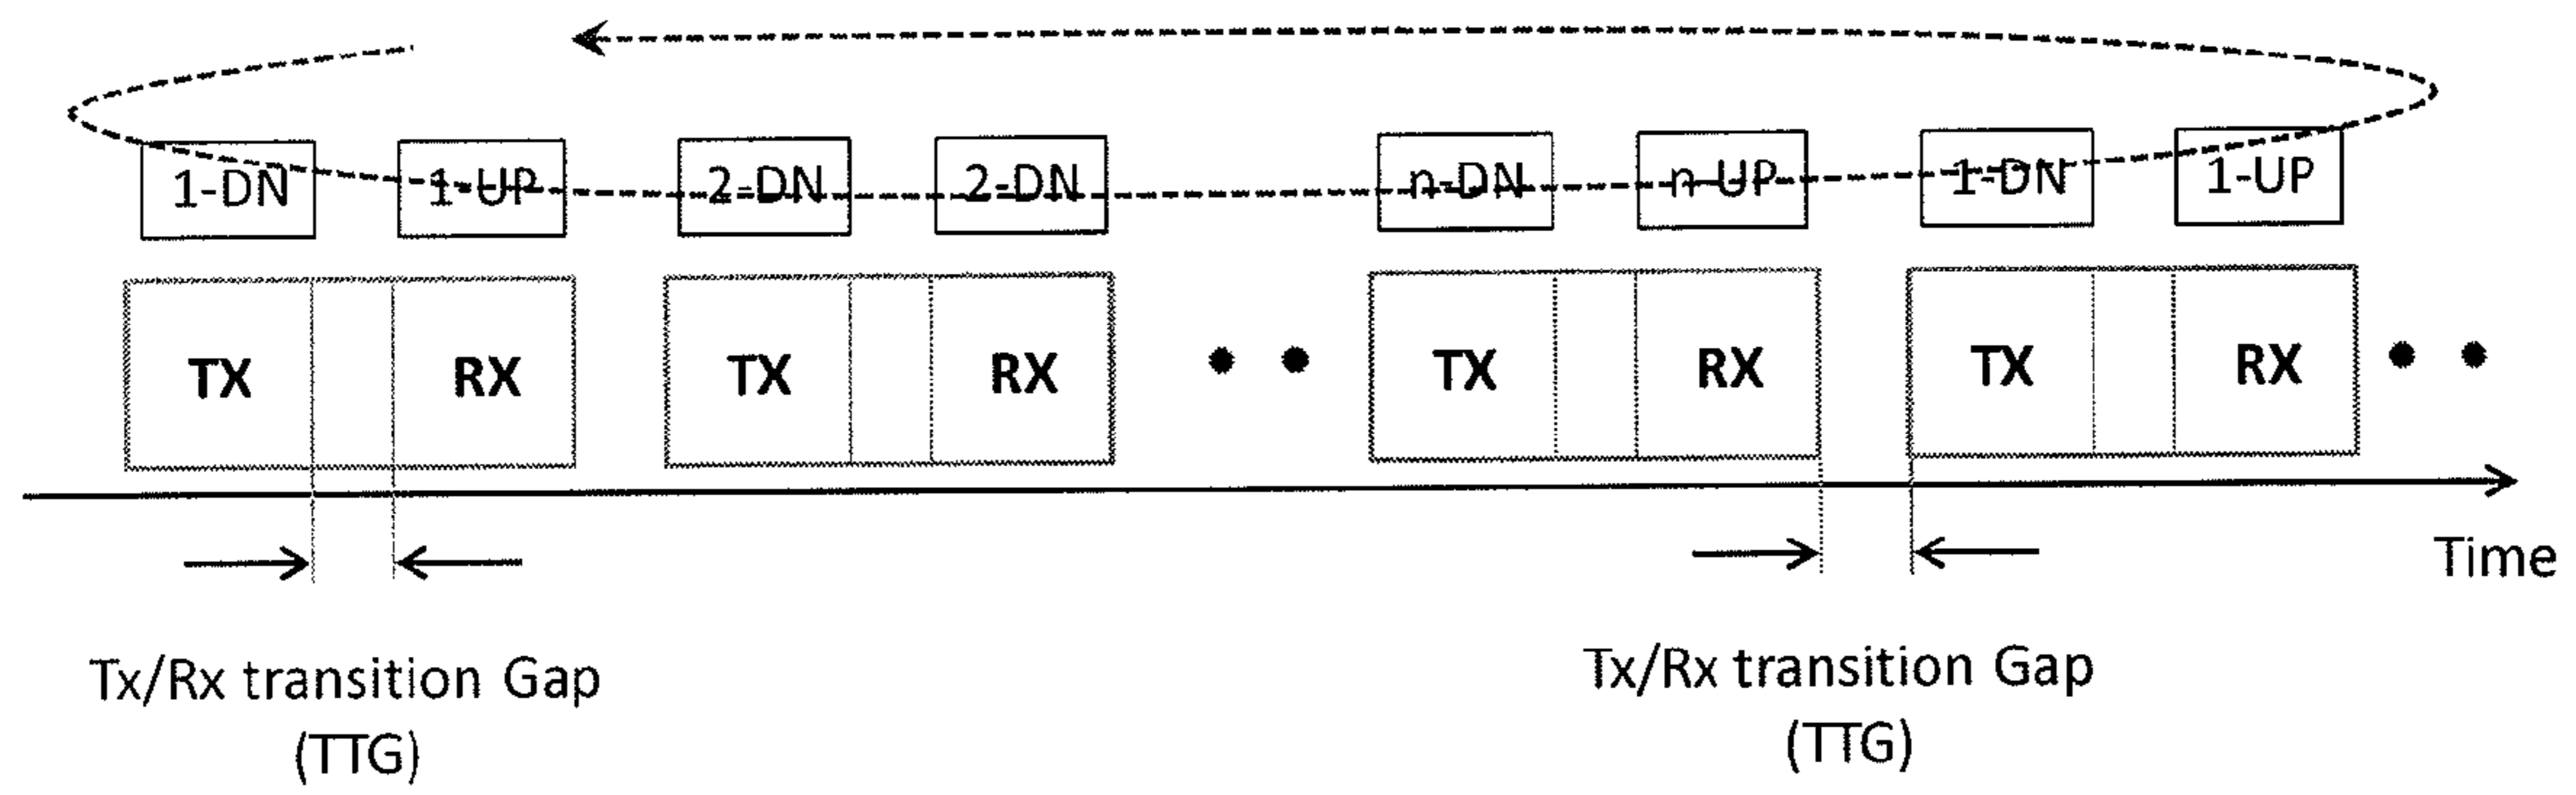 1-DN 1-UP 2-DN 2-DN n-DN n-UP 1-DN 1-UP
TX RX TX RX TX RX TX RX
Time
Tx/Rx transition Gap
(TTG)
Tx/Rx transition Gap
(TTG)